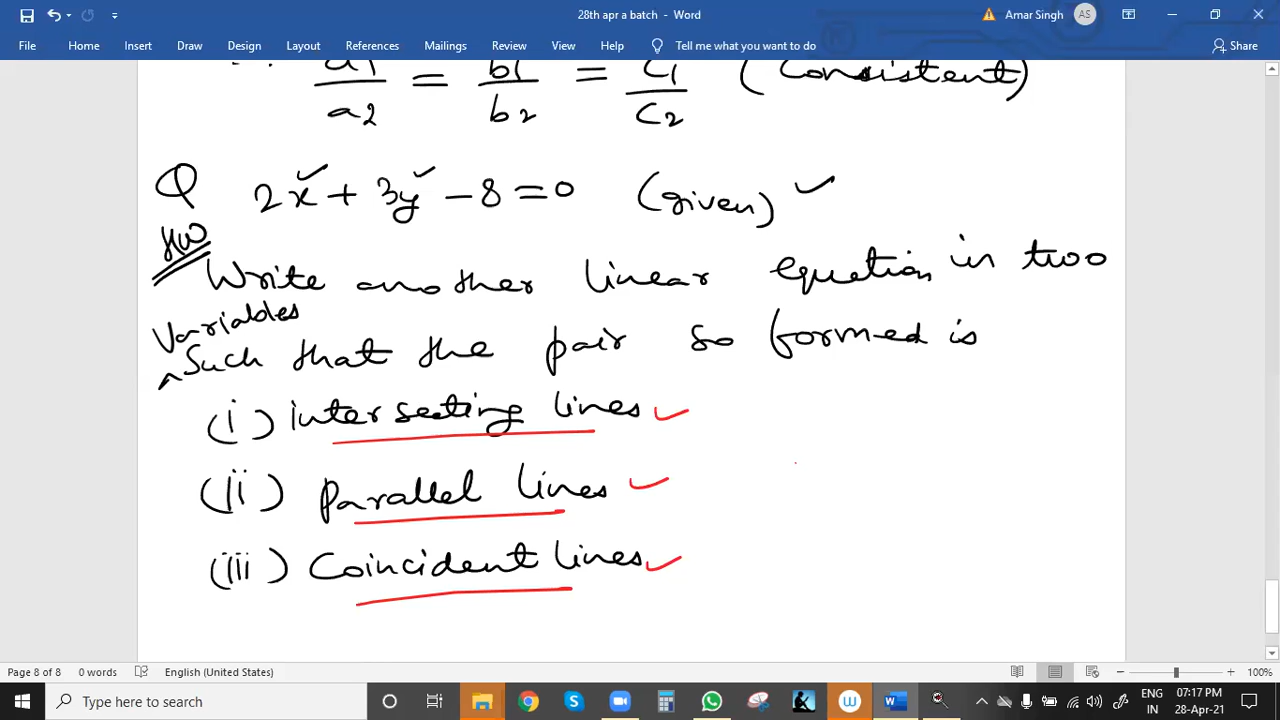 28th apr a batch - Word
Amar Singh AS
File Home Insert Draw Design Layout References Mailings Review View Help Tell me what you want to do Share
a1/a2 = b1/b2 = c1/c2 (Consistent)
Q 2x + 3y - 8 = 0 (given)
HW
Write another linear equation in two
Variables
Such that the pair so formed is
(i) intersecting lines
(ii) parallel lines
(iii) Coincident lines
Page 8 of 8 0 words English (United States) 100%
Type here to search
ENG
IN
07:17 PM
28-Apr-21